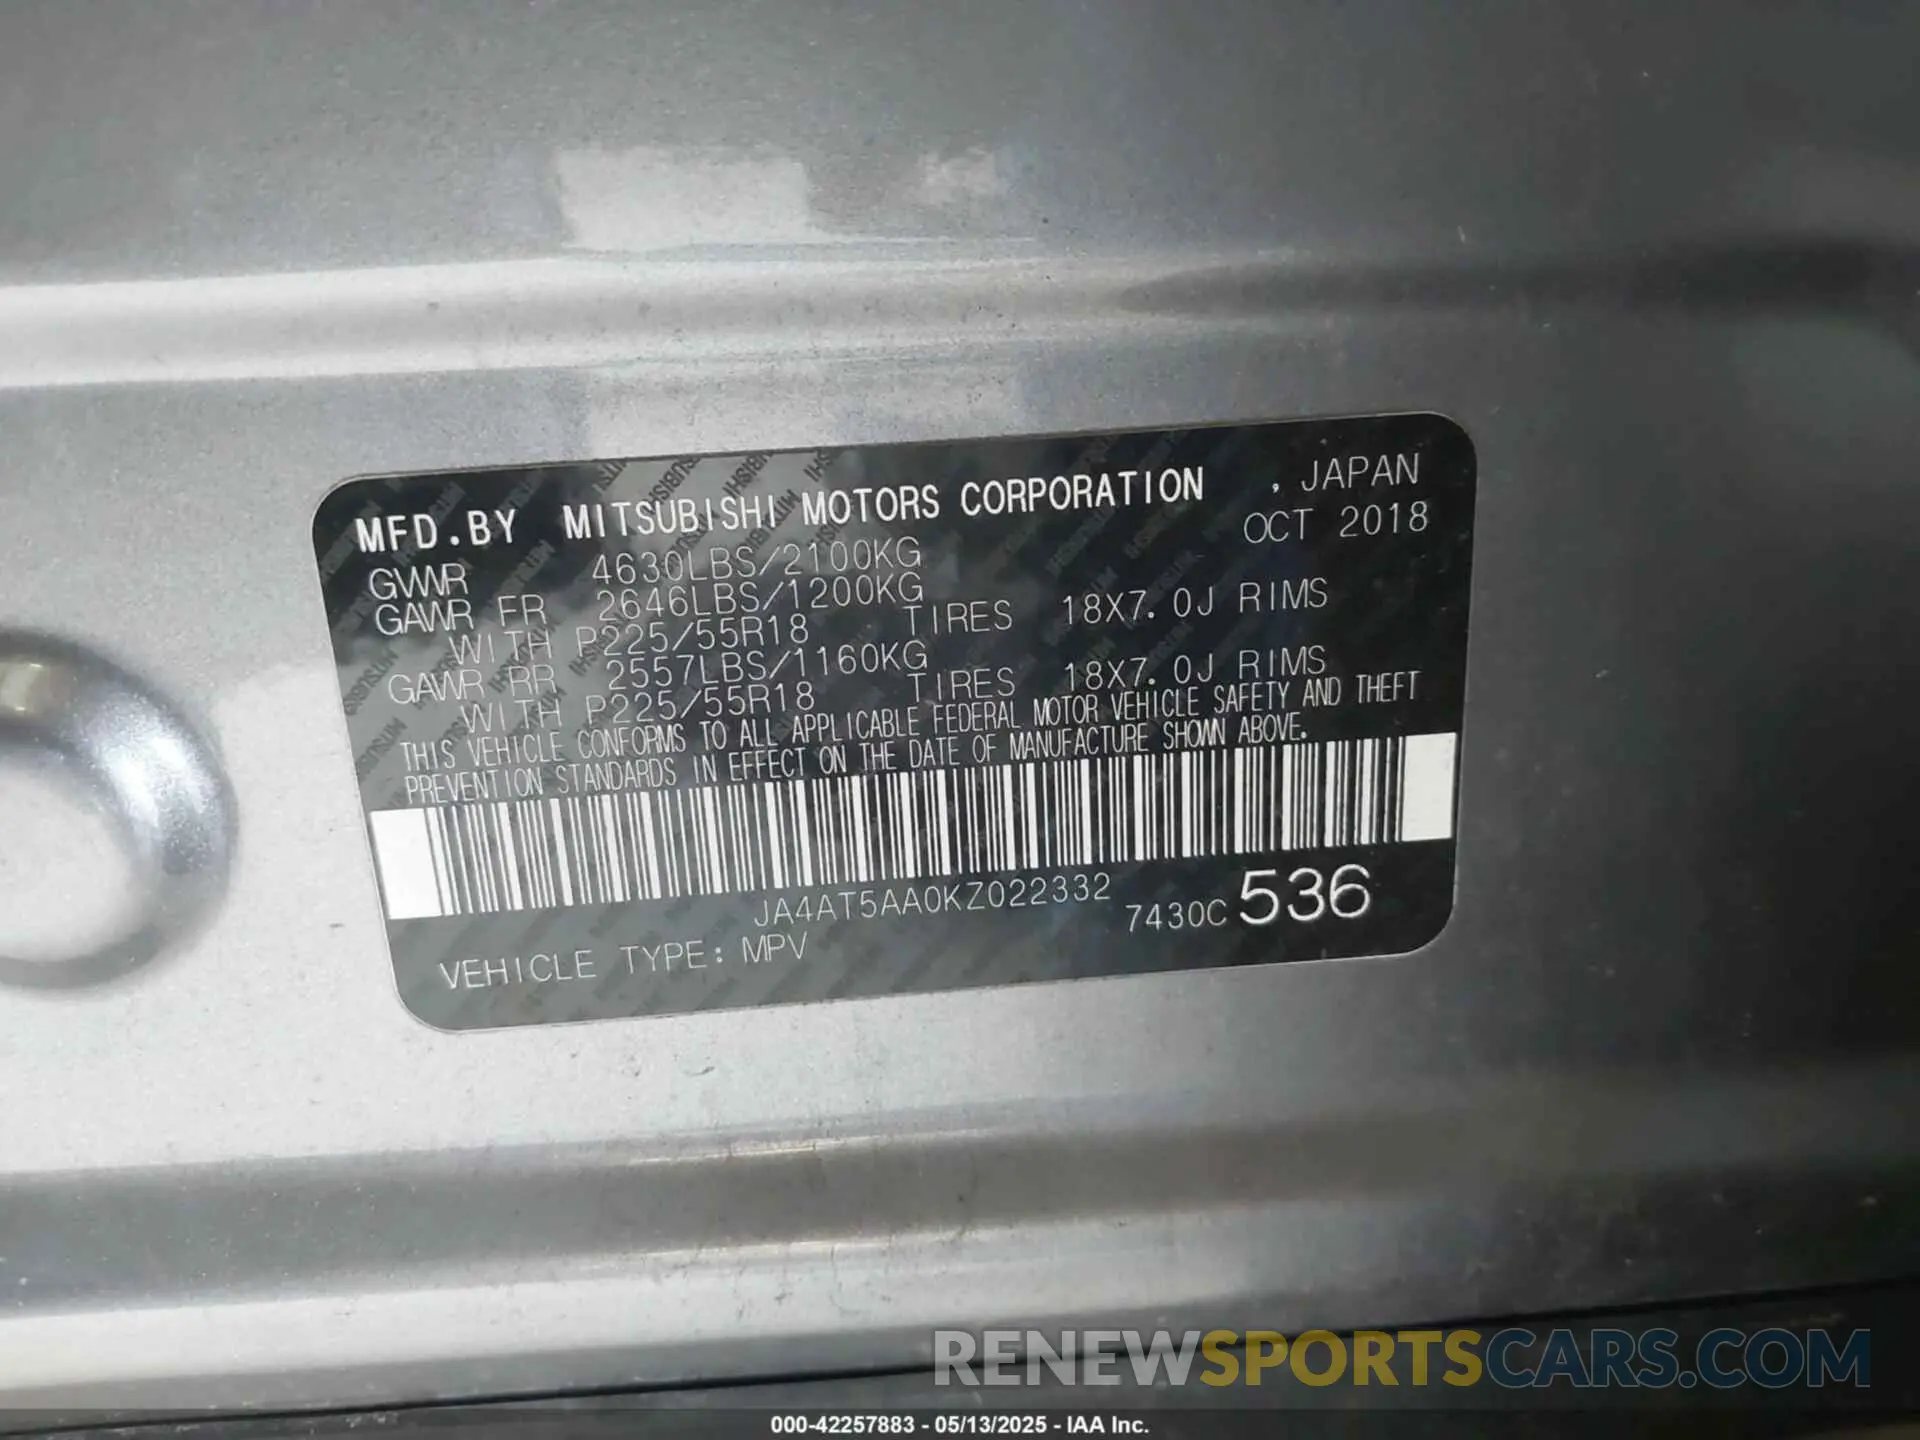 MFD.BY MITSUBISHI MOTORS CORPORATION , JAPAN
OCT 2018
GVWR 4630LBS/2100KG
GAWR FR 2646LBS/1200KG
WITH P225/55R18 TIRES 18X7.0J RIMS
GAWR RR 2557LBS/1160KG
WITH P225/55R18 TIRES 18X7.0J RIMS
THIS VEHICLE CONFORMS TO ALL APPLICABLE FEDERAL MOTOR VEHICLE SAFETY AND THEFT
PREVENTION STANDARDS IN EFFECT ON THE DATE OF MANUFACTURE SHOWN ABOVE.
JA4AT5AA0KZ022332
7430C 536
VEHICLE TYPE: MPV
RENEWSPORTSCARS.COM
000-42257883 - 05/13/2025 - IAA Inc.